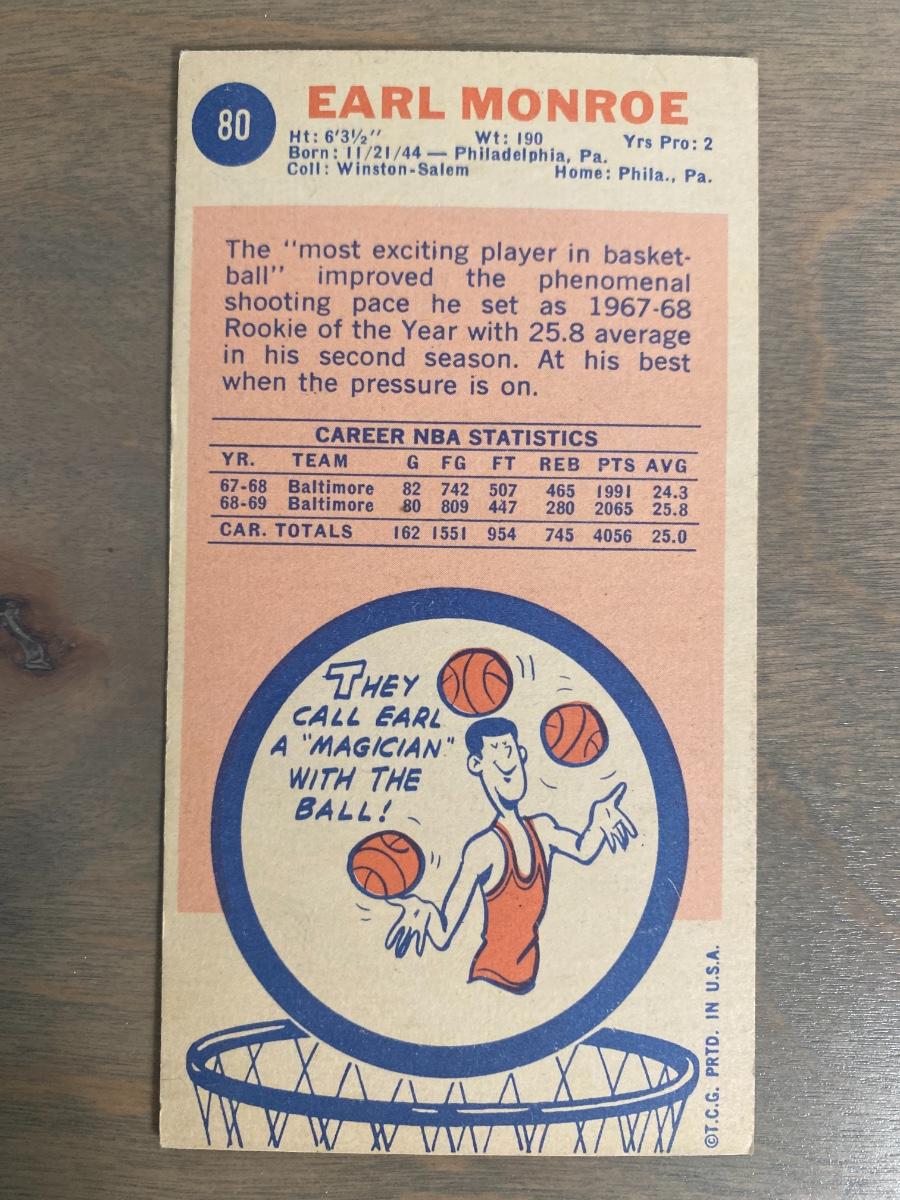 80
EARL MONROE
Ht: 6'3½" Wt: 190 Yrs Pro: 2
Born: 11/21/44 — Philadelphia, Pa.
Coll: Winston-Salem Home: Phila., Pa.
The "most exciting player in basket-
ball" improved the phenomenal
shooting pace he set as 1967-68
Rookie of the Year with 25.8 average
in his second season. At his best
when the pressure is on.
CAREER NBA STATISTICS
YR. TEAM G FG FT REB PTS AVG
67-68 Baltimore 82 742 507 465 1991 24.3
68-69 Baltimore 80 809 447 280 2065 25.8
CAR. TOTALS 162 1551 954 745 4056 25.0
THEY
CALL EARL
A "MAGICIAN"
WITH THE
BALL!
©T.C.G. PRTD. IN U.S.A.